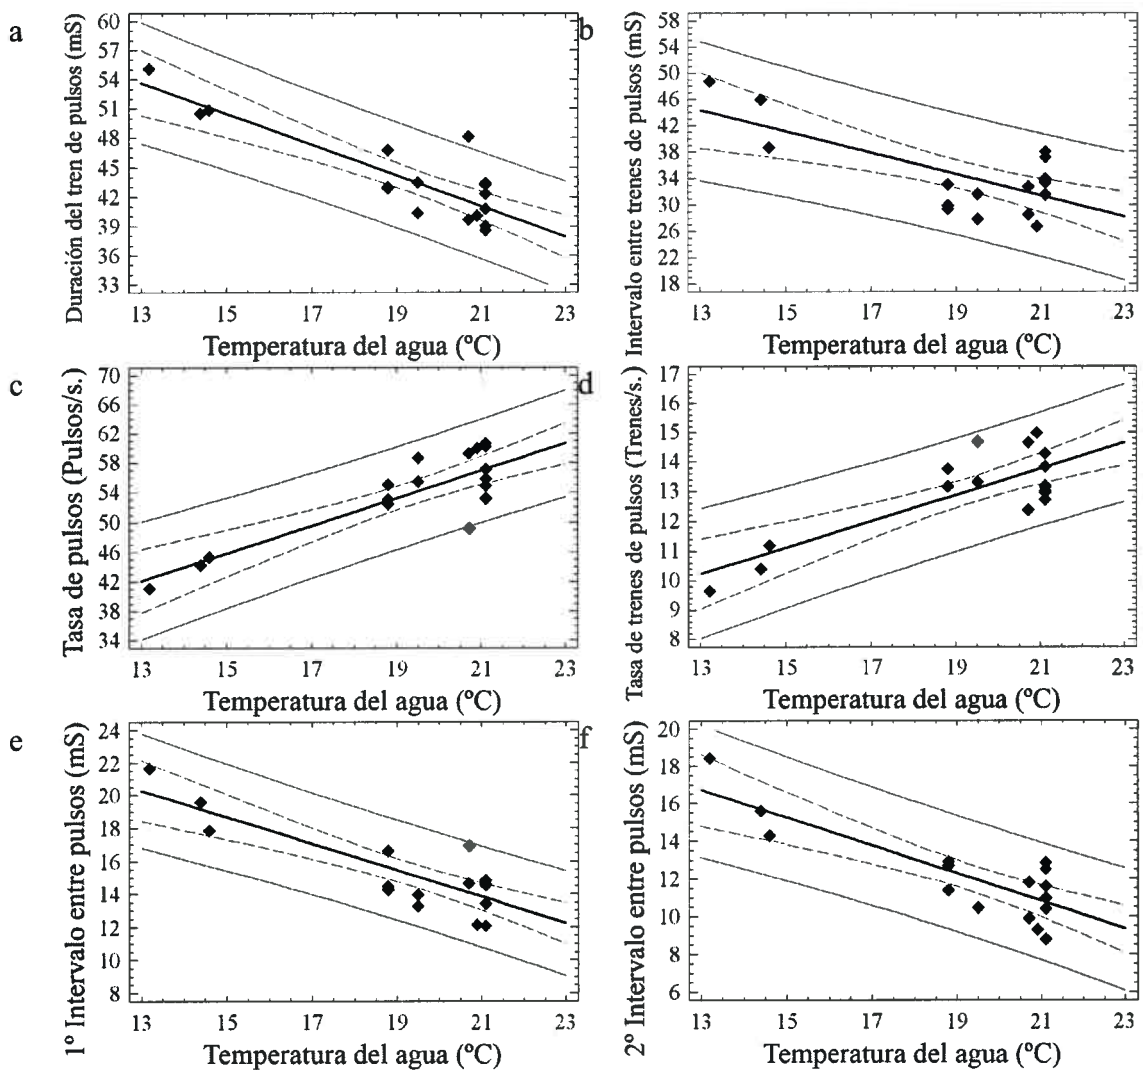 a
Duración del tren de pulsos (mS)
60
57
54
51
48
45
42
39
36
33
13 15 17 19 21 23
Temperatura del agua (ºC)
b
Intervalo entre trenes de pulsos (mS)
58
54
50
46
42
38
34
30
26
22
18
13 15 17 19 21 23
Temperatura del agua (ºC)
c
Tasa de pulsos (Pulsos/s.)
70
66
62
58
54
50
46
42
38
34
13 15 17 19 21 23
Temperatura del agua (ºC)
d
Tasa de trenes de pulsos (Trenes/s.)
17
16
15
14
13
12
11
10
9
8
13 15 17 19 21 23
Temperatura del agua (ºC)
e
1º Intervalo entre pulsos (mS)
24
22
20
18
16
14
12
10
8
13 15 17 19 21 23
Temperatura del agua (ºC)
f
2º Intervalo entre pulsos (mS)
20
18
16
14
12
10
8
6
13 15 17 19 21 23
Temperatura del agua (ºC)